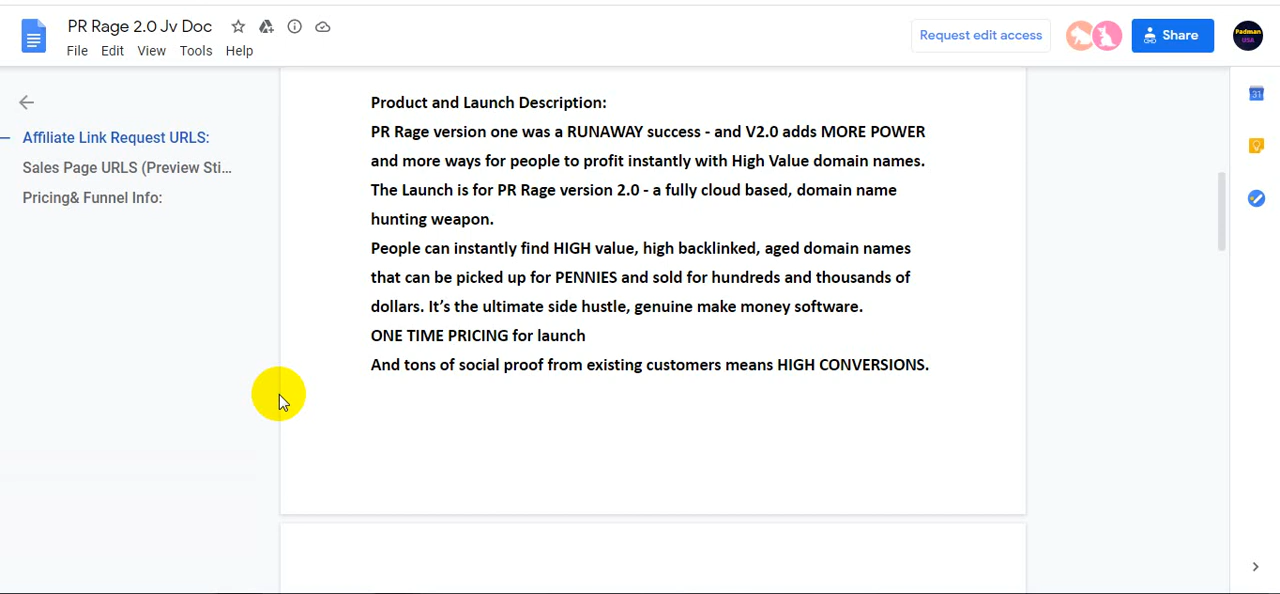 PR Rage 2.0 Jv Doc
File Edit View Tools Help
Request edit access
Share
Padman
USA
Affiliate Link Request URLS:
Sales Page URLS (Preview Sti...
Pricing& Funnel Info:
Product and Launch Description:
PR Rage version one was a RUNAWAY success - and V2.0 adds MORE POWER
and more ways for people to profit instantly with High Value domain names.
The Launch is for PR Rage version 2.0 - a fully cloud based, domain name
hunting weapon.
People can instantly find HIGH value, high backlinked, aged domain names
that can be picked up for PENNIES and sold for hundreds and thousands of
dollars. It’s the ultimate side hustle, genuine make money software.
ONE TIME PRICING for launch
And tons of social proof from existing customers means HIGH CONVERSIONS.
31